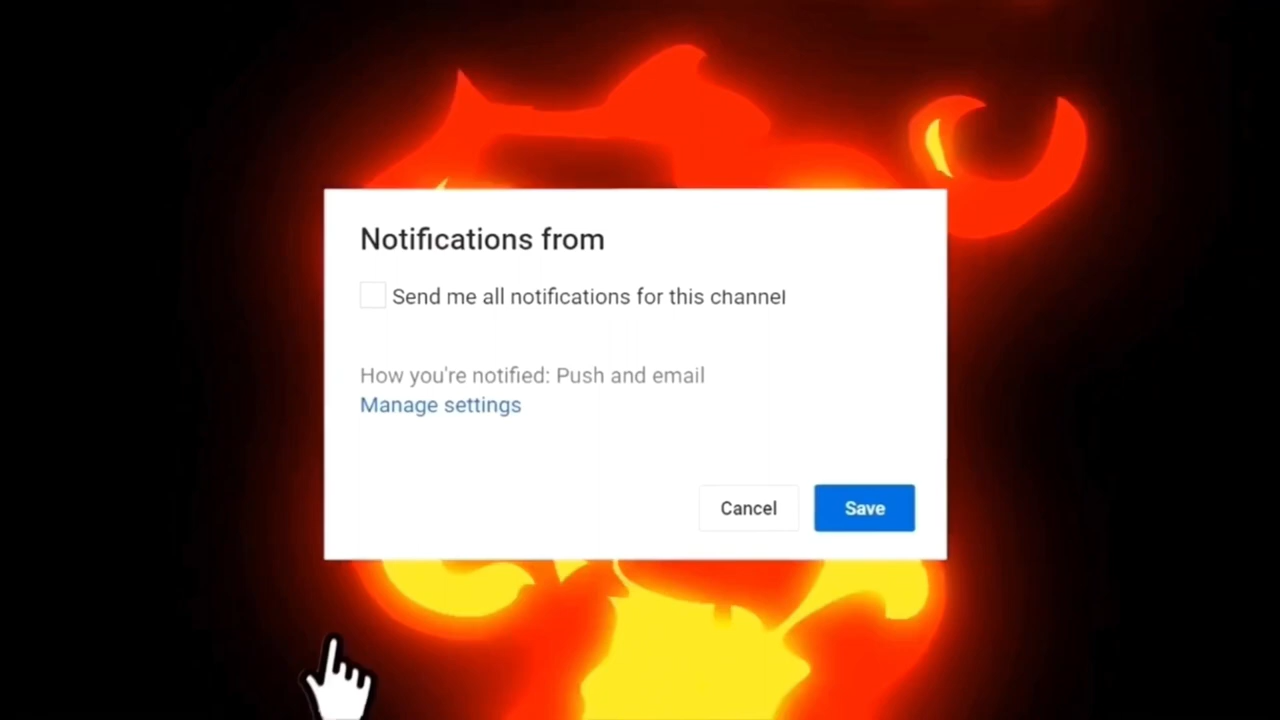 Notifications from
Send me all notifications for this channel
How you're notified: Push and email
Manage settings
Cancel
Save